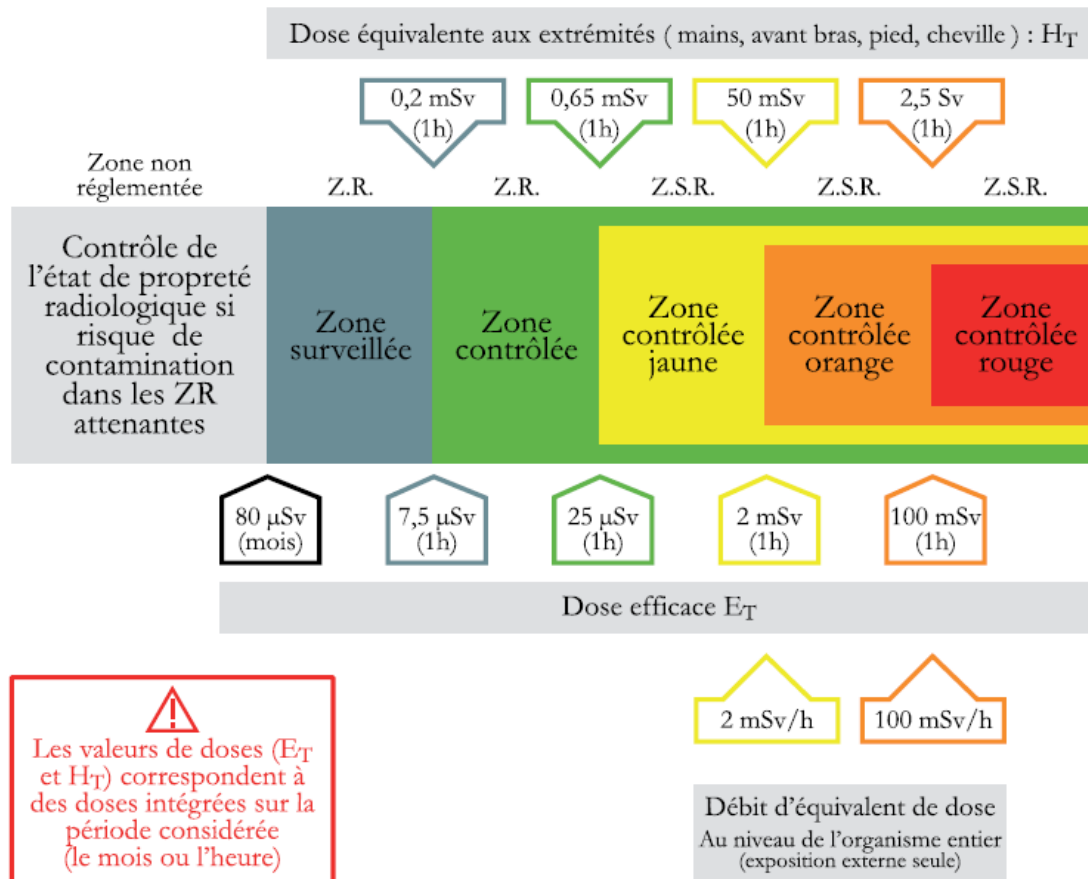 Dose équivalente aux extrémités ( mains, avant bras, pied, cheville ) : HT
0,2 mSv
(1h)
0,65 mSv
(1h)
50 mSv
(1h)
2,5 Sv
(1h)
Zone non
réglementée
Z.R.
Z.R.
Z.S.R.
Z.S.R.
Z.S.R.
Contrôle de
l'état de propreté
radiologique si
risque de
contamination
dans les ZR
attenantes
Zone
surveillée
Zone
contrôlée
Zone
contrôlée
jaune
Zone
contrôlée
orange
Zone
contrôlée
rouge
80 µSv
(mois)
7,5 µSv
(1h)
25 µSv
(1h)
2 mSv
(1h)
100 mSv
(1h)
Dose efficace ET
2 mSv/h
100 mSv/h
Les valeurs de doses (ET
et HT) correspondent à
des doses intégrées sur la
période considérée
(le mois ou l'heure)
Débit d'équivalent de dose
Au niveau de l'organisme entier
(exposition externe seule)